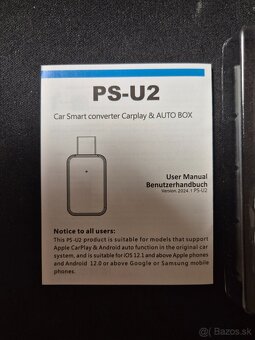 PS-U2
Car Smart converter Carplay & AUTO BOX
User Manual
Benutzerhandbuch
Version 2024.1 PS-U2
Notice to all users:
This PS-U2 product is suitable for models that support
Apple CarPlay & Android auto function in the original car
system, and is suitable for iOS 12.1 and above Apple phones
and Android 12.0 or above Google or Samsung mobile
phones.
bazos.sk